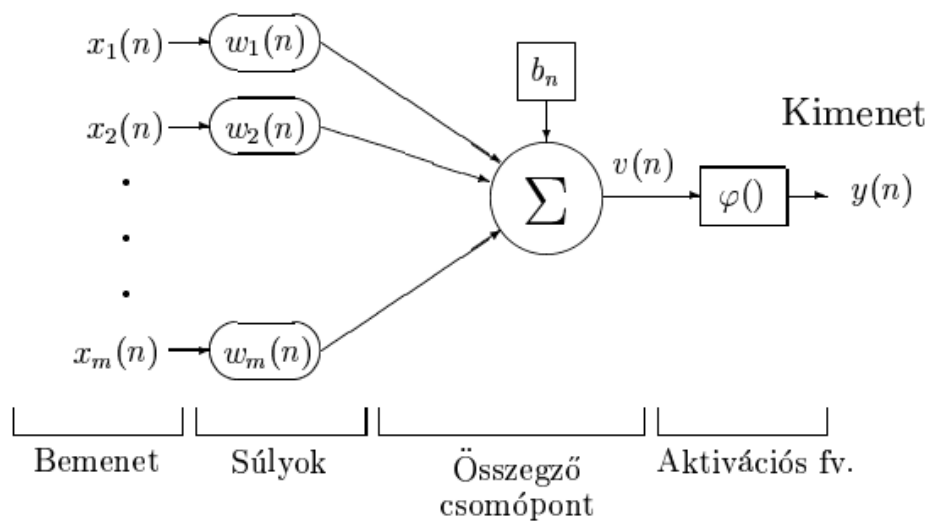 x₁(n) w₁(n)
bₙ
x₂(n) w₂(n)
Kimenet
v(n)
∑ φ() y(n)
xₘ(n) wₘ(n)
Bemenet Súlyok Összegző Aktivációs fv.
csomópont